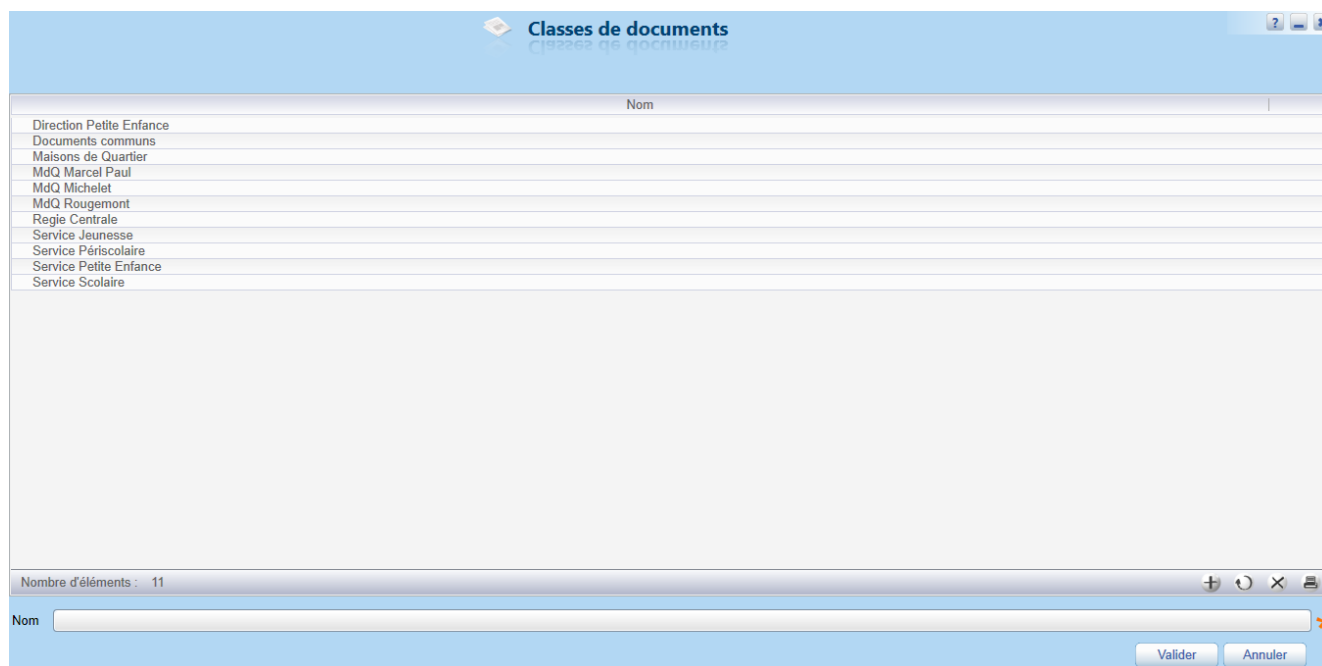 Classes de documents
?
Nom
Direction Petite Enfance
Documents communs
Maisons de Quartier
MdQ Marcel Paul
MdQ Michelet
MdQ Rougemont
Regie Centrale
Service Jeunesse
Service Périscolaire
Service Petite Enfance
Service Scolaire
Nombre d'éléments : 11
Nom
Valider Annuler